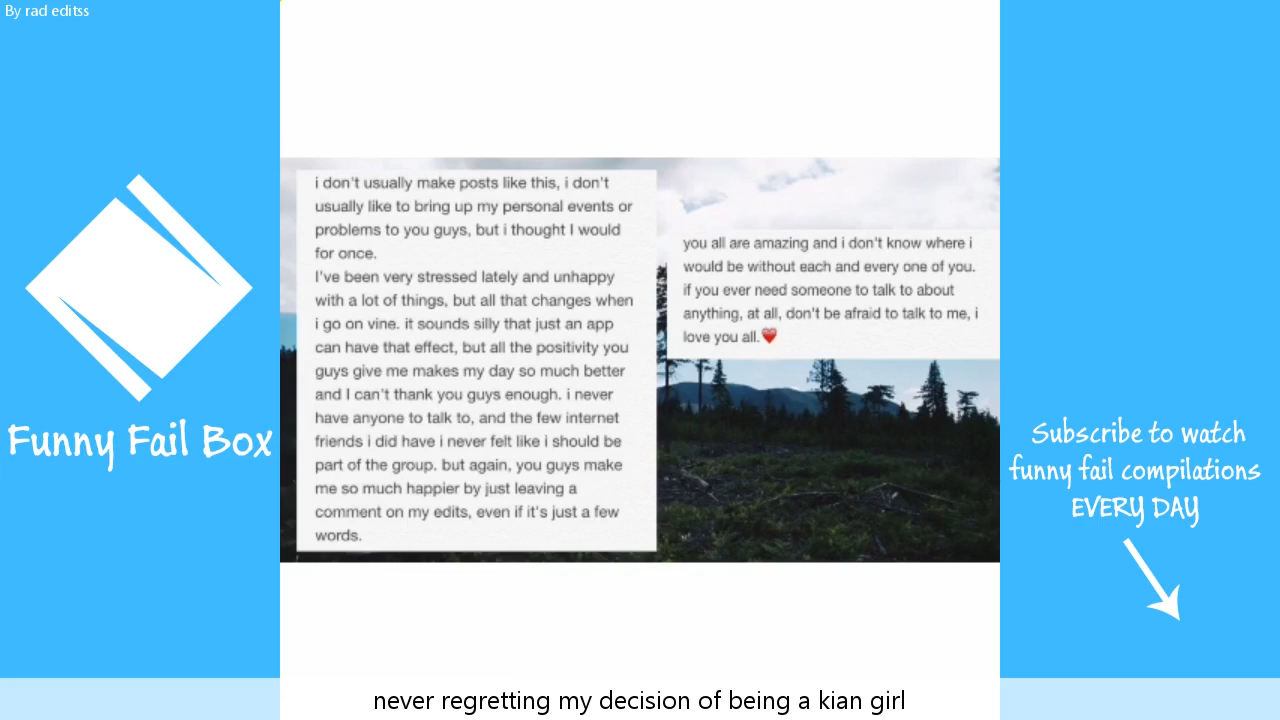 By rad editss
i don't usually make posts like this, i don't
usually like to bring up my personal events or
problems to you guys, but i thought I would
for once.
I've been very stressed lately and unhappy
with a lot of things, but all that changes when
i go on vine. it sounds silly that just an app
can have that effect, but all the positivity you
guys give me makes my day so much better
and I can't thank you guys enough. i never
have anyone to talk to, and the few internet
friends i did have i never felt like i should be
part of the group. but again, you guys make
me so much happier by just leaving a
comment on my edits, even if it's just a few
words.
you all are amazing and i don't know where i
would be without each and every one of you.
if you ever need someone to talk to about
anything, at all, don't be afraid to talk to me, i
love you all.❤️
Funny Fail Box
Subscribe to watch
funny fail compilations
EVERY DAY
never regretting my decision of being a kian girl